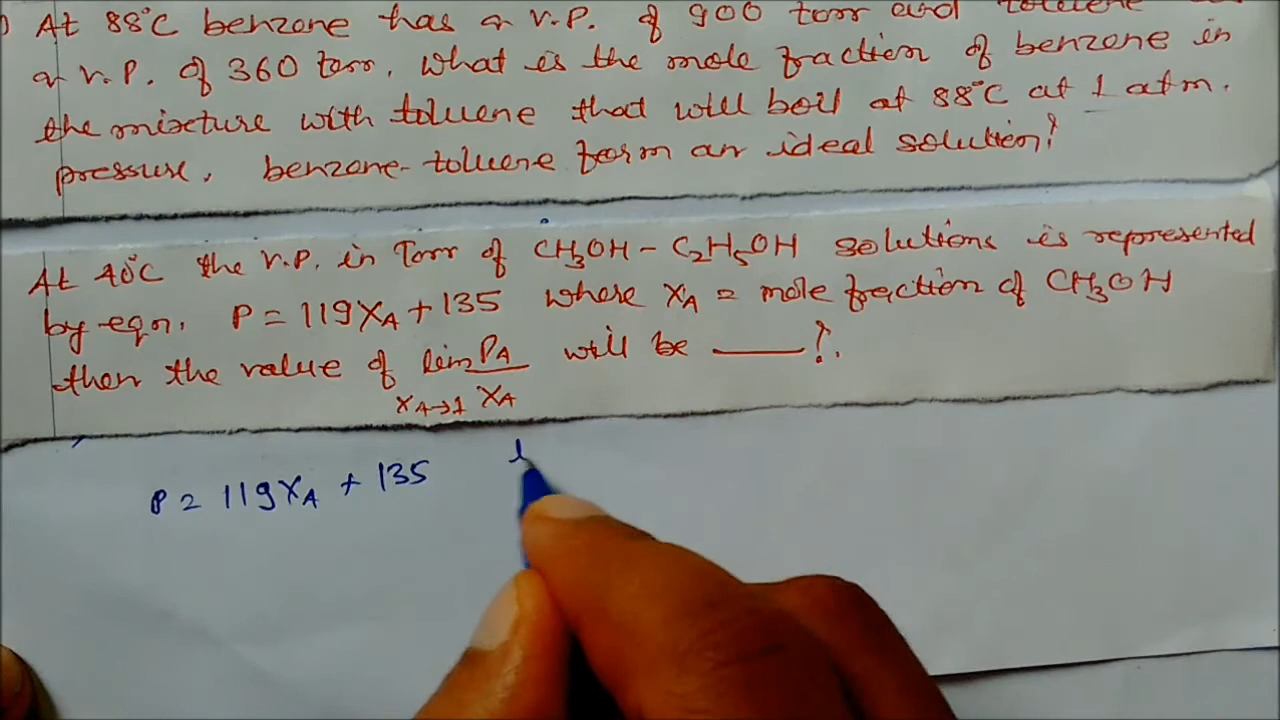 ) At 88°C benzene has a V.P. of 900 torr and toluene
a V.P. of 360 torr. What is the mole fraction of benzene in
the mixture with toluene that will boil at 88°C at 1 atm.
pressure, benzene-toluene form an ideal solution?
At 40°C the V.P. in Torr of CH3OH - C2H5OH solutions is represented
by eqn. P = 119XA + 135 where XA = mole fraction of CH3OH
then the value of lim PA will be ___?.
XA→1 XA
P = 119XA + 135